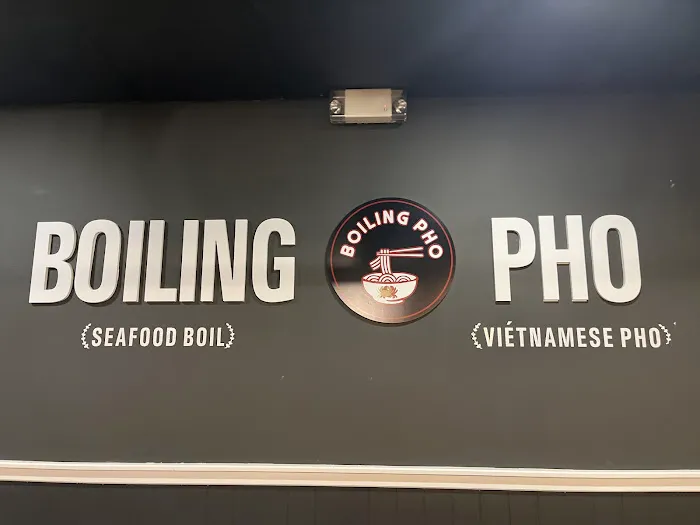 BOILING
(SEAFOOD BOIL)
BOILING PHO
PHO
(VIÉTNAMESE PHO)